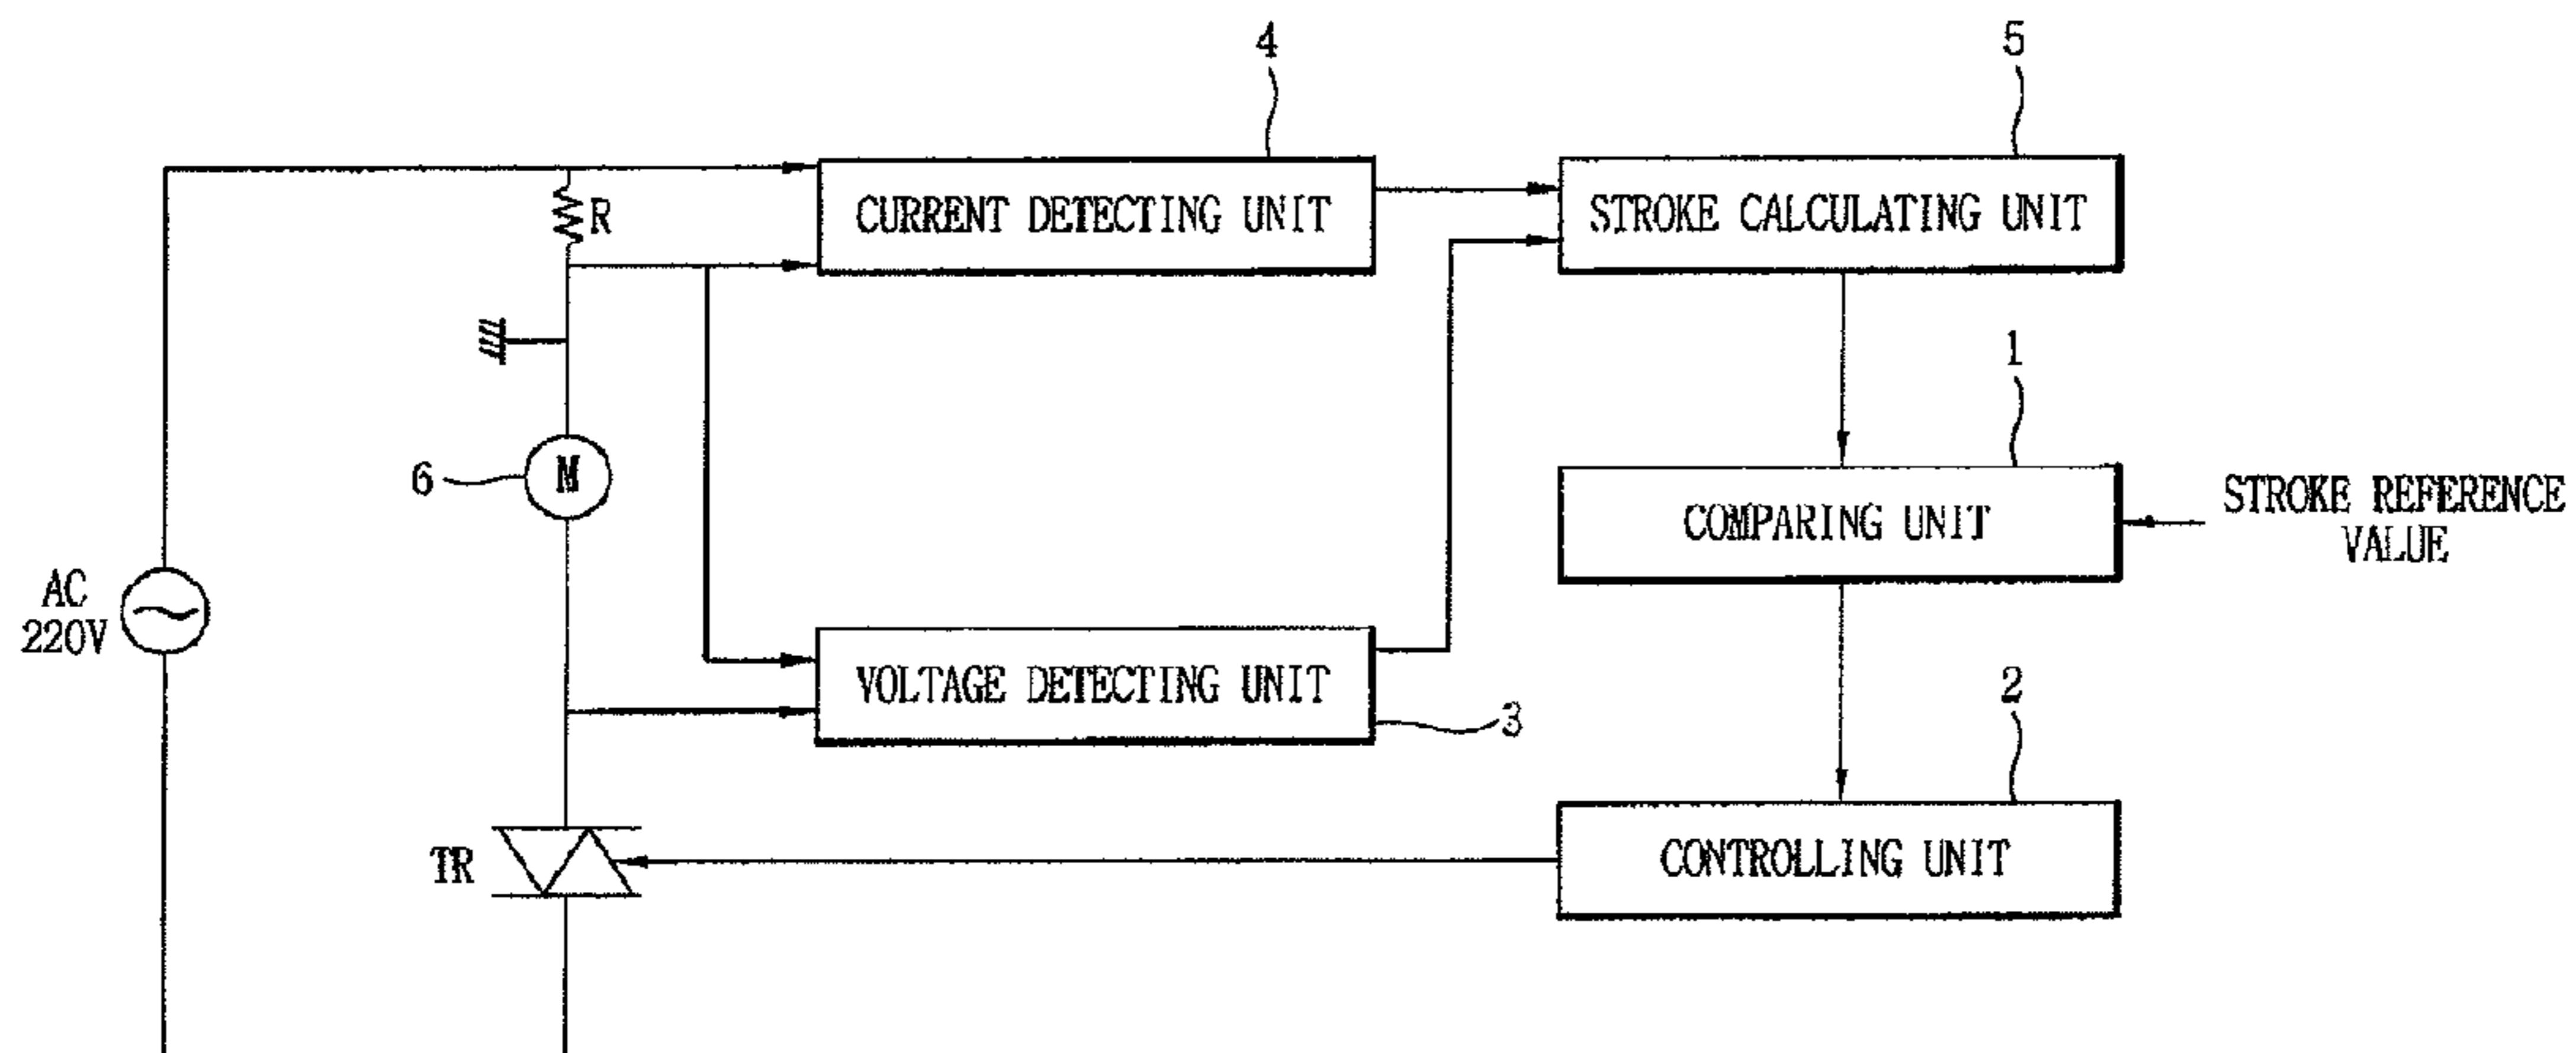 4
5
R
CURRENT DETECTING UNIT
STROKE CALCULATING UNIT
1
6
M
COMPARING UNIT
STROKE REFERENCE
VALUE
AC
220V
VOLTAGE DETECTING UNIT
3
2
TR
CONTROLLING UNIT